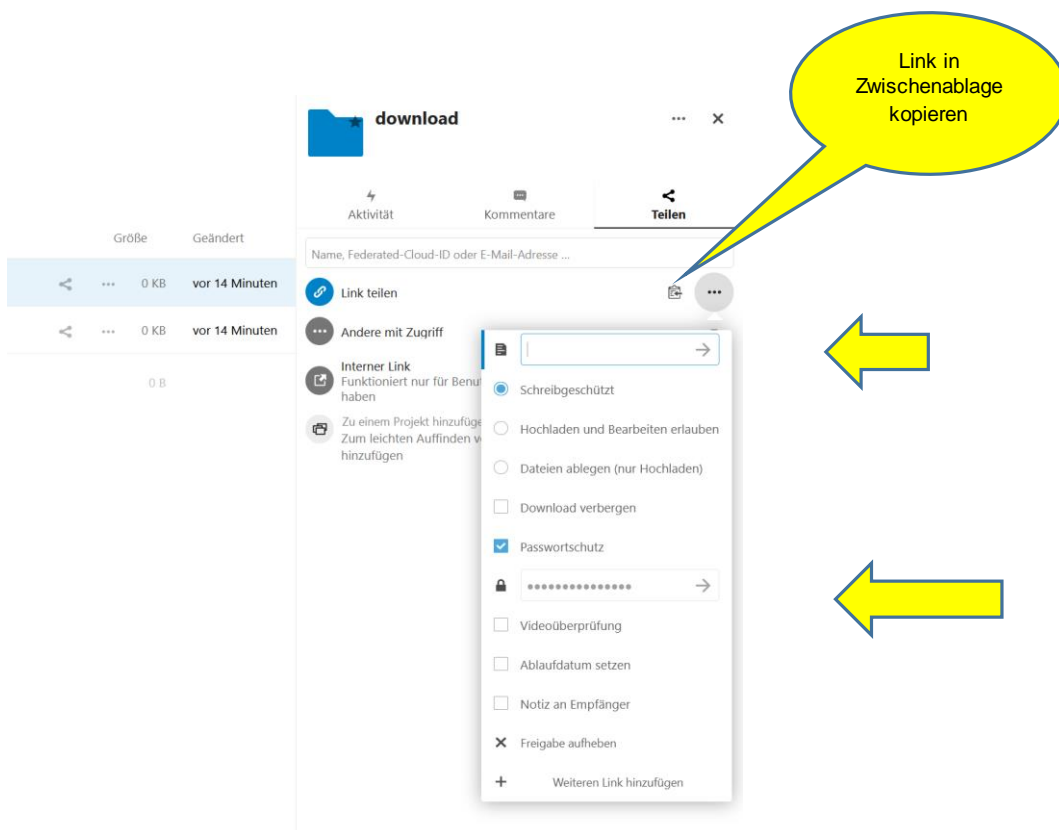 Link in
Zwischenablage
kopieren
download
Aktivität
Kommentare
Teilen
Größe
Geändert
Name, Federated-Cloud-ID oder E-Mail-Adresse ...
0 KB
vor 14 Minuten
Link teilen
0 KB
vor 14 Minuten
Andere mit Zugriff
Interner Link
Funktioniert nur für
haben
0 B
Zu einem Projekt
Zum leichten Auffinden
hinzufügen
Schreibgeschützt
Hochladen und Bearbeiten erlauben
Dateien ablegen (nur Hochladen)
Download verbergen
Passwortschutz
Videoüberprüfung
Ablaufdatum setzen
Notiz an Empfänger
Freigabe aufheben
Weiteren Link hinzufügen